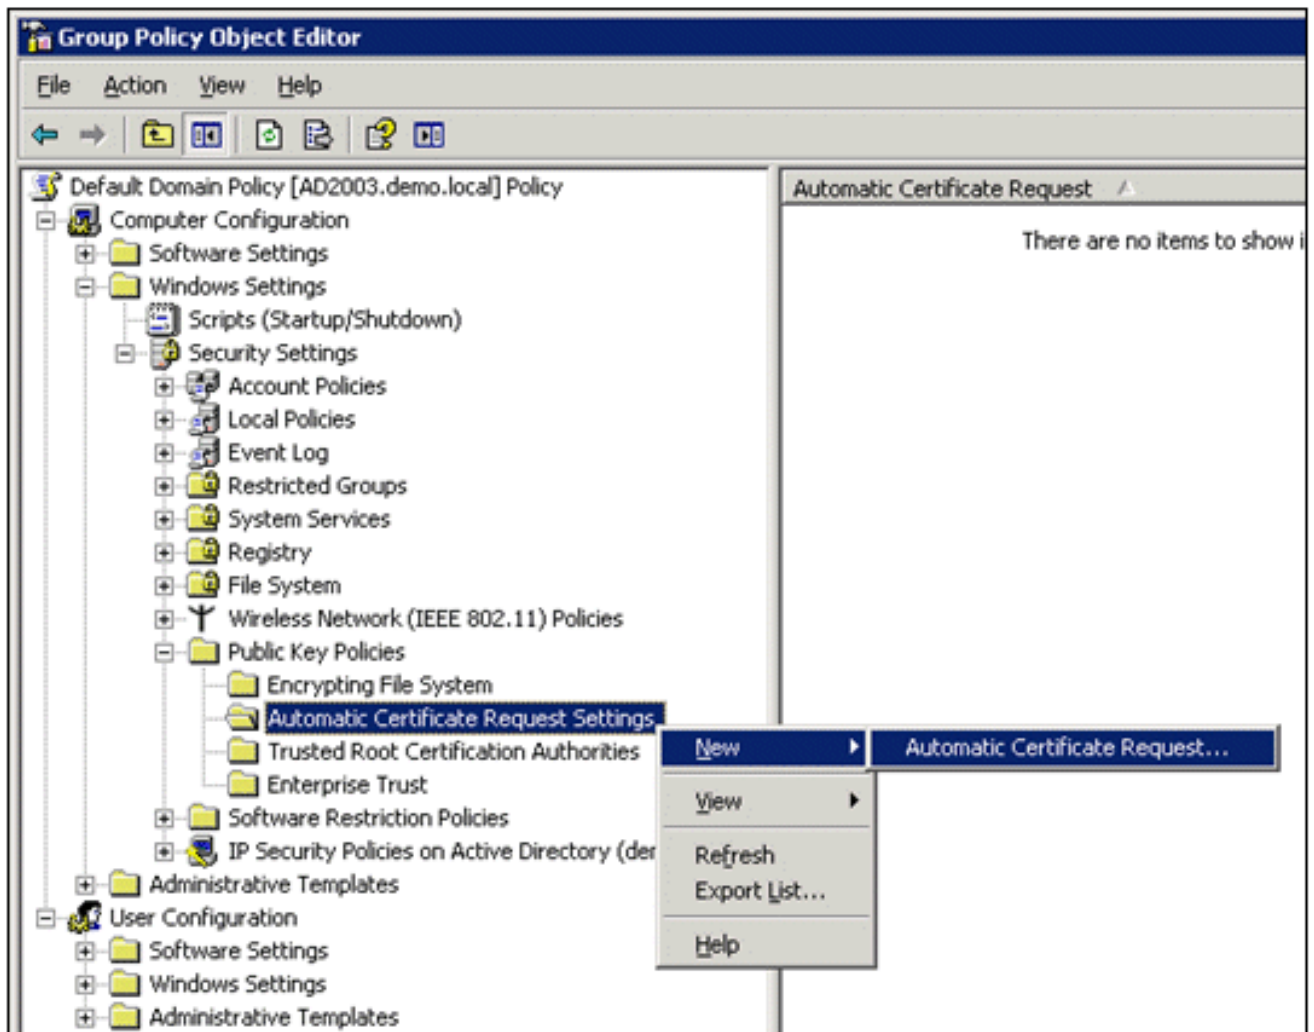 Group Policy Object Editor
File Action View Help
Default Domain Policy [AD2003.demo.local] Policy
Computer Configuration
Software Settings
Windows Settings
Scripts (Startup/Shutdown)
Security Settings
Account Policies
Local Policies
Event Log
Restricted Groups
System Services
Registry
File System
Wireless Network (IEEE 802.11) Policies
Public Key Policies
Encrypting File System
Automatic Certificate Request Settings
Trusted Root Certification Authorities
Enterprise Trust
Software Restriction Policies
IP Security Policies on Active Directory (der
Administrative Templates
User Configuration
Software Settings
Windows Settings
Administrative Templates
Automatic Certificate Request
There are no items to show i
New
View
Refresh
Export List...
Help
Automatic Certificate Request...